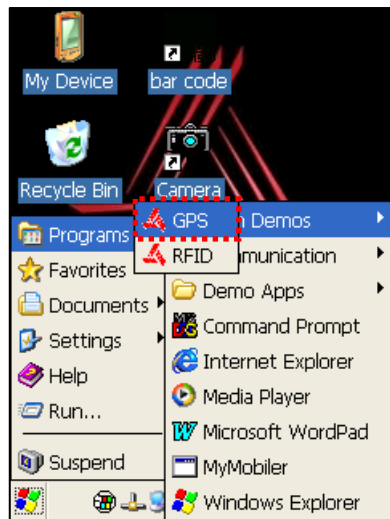 My Device
bar code
Recycle Bin
Camera
Programs
GPS
n Demos
RFID
munication
Favorites
Demo Apps
Documents
Command Prompt
Settings
Internet Explorer
Help
Media Player
Run...
Microsoft WordPad
Suspend
MyMobiler
Windows Explorer